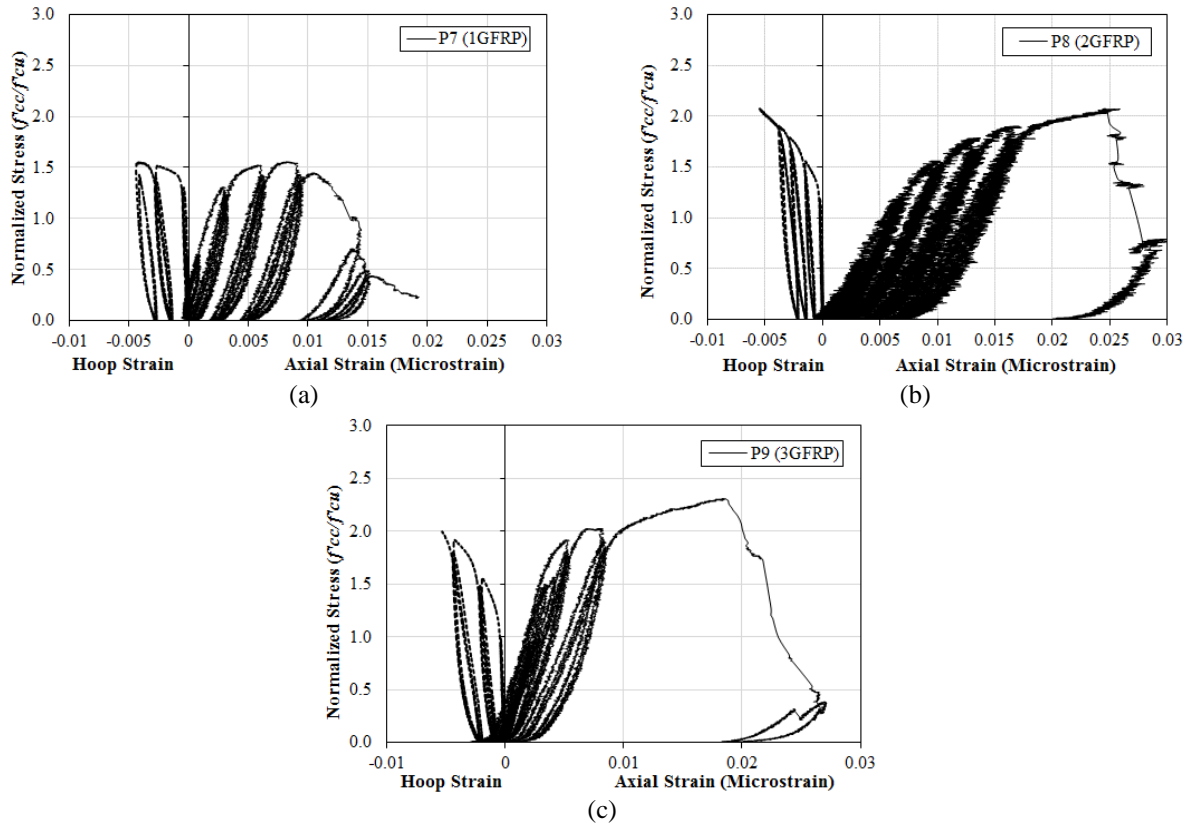 3.0
P7 (1GFRP)
2.5
2.0
1.5
1.0
0.5
0.0
Normalized Stress (f'cc/f'cu)
-0.01 -0.005 0 0.005 0.01 0.015 0.02 0.025 0.03
Hoop Strain Axial Strain (Microstrain)
(a)
3.0
P8 (2GFRP)
2.5
2.0
1.5
1.0
0.5
0.0
Normalized Stress (f'cc/f'cu)
-0.01 -0.005 0 0.005 0.01 0.015 0.02 0.025 0.03
Hoop Strain Axial Strain (Microstrain)
(b)
3.0
P9 (3GFRP)
2.5
2.0
1.5
1.0
0.5
0.0
Normalized Stress (f'cc/f'cu)
-0.01 0 0.01 0.02 0.03
Hoop Strain Axial Strain (Microstrain)
(c)